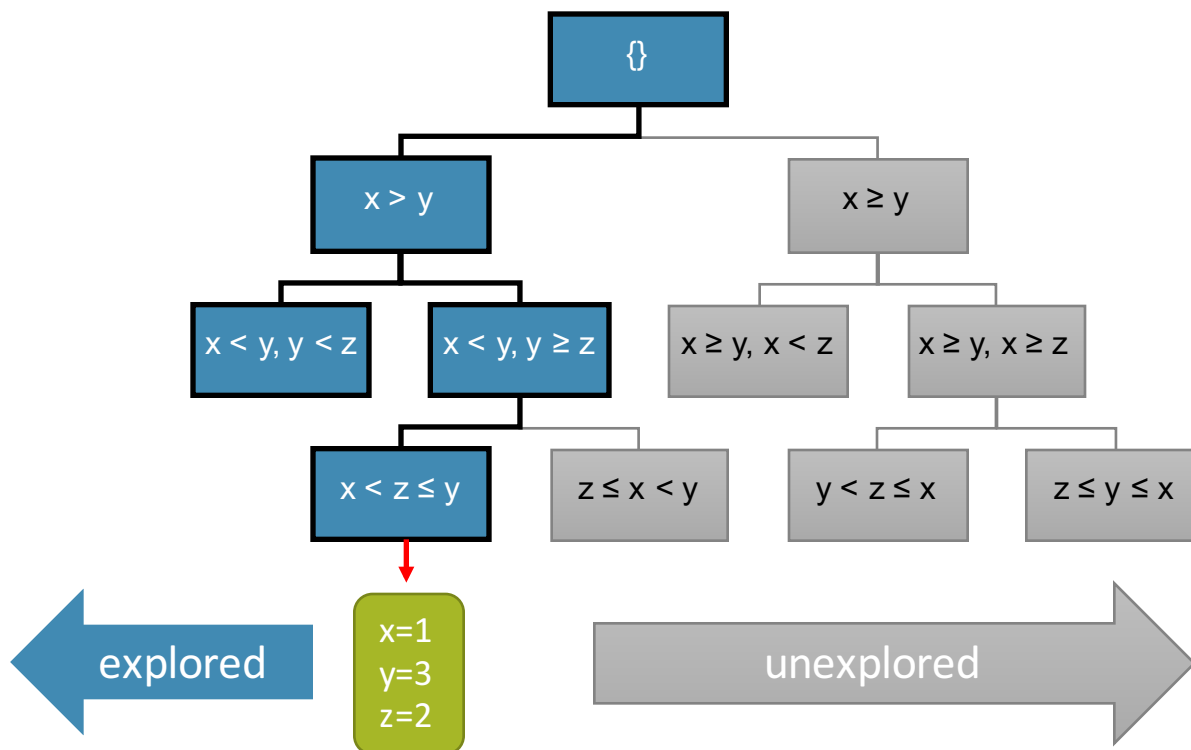 {}
x > y
x ≥ y
x < y, y < z
x < y, y ≥ z
x ≥ y, x < z
x ≥ y, x ≥ z
x < z ≤ y
z ≤ x < y
y < z ≤ x
z ≤ y ≤ x
explored
x=1
y=3
z=2
unexplored